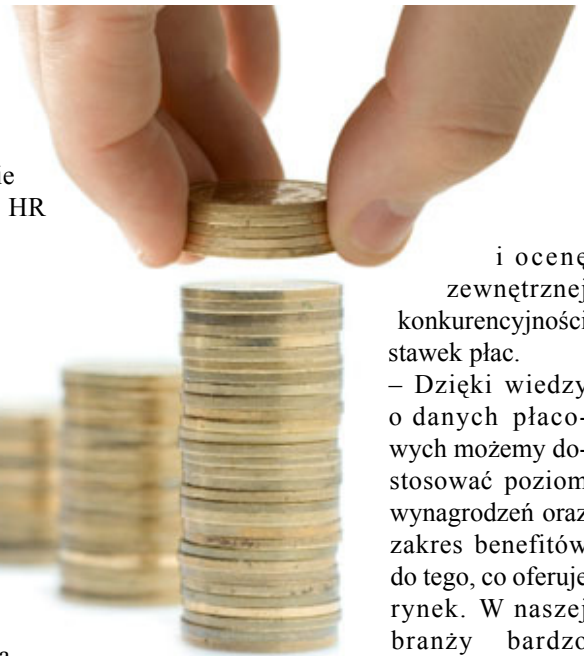 ie
HR
a
i ocenę
zewnętrznej
konkurencyjności
stawek płac.
– Dzięki wiedzy
o danych płaco-
wych możemy do-
stosować poziom
wynagrodzeń oraz
zakres benefitów
do tego, co oferuje
rynek. W naszej
branży bardzo